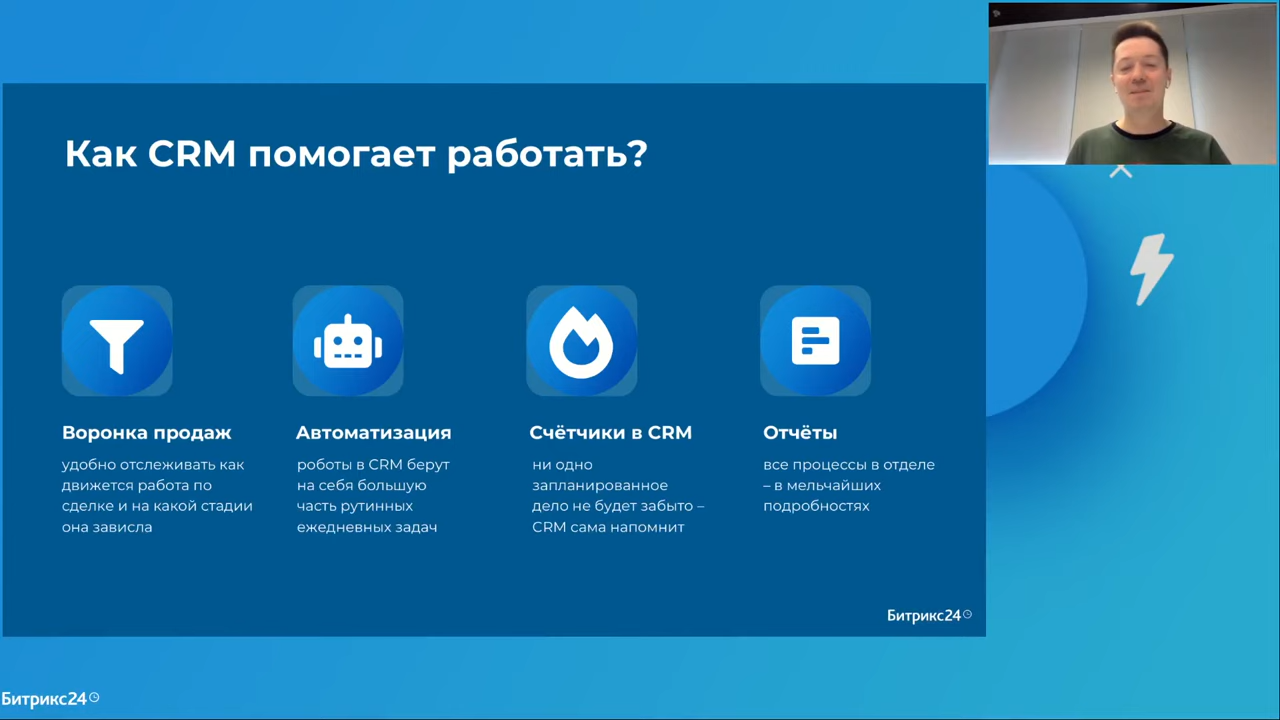 Как CRM помогает работать?
Воронка продаж
удобно отслеживать как
движется работа по
сделке и на какой стадии
она зависла
Автоматизация
роботы в CRM берут
на себя большую
часть рутинных
ежедневных задач
Счётчики в CRM
ни одно
запланированное
дело не будет забыто –
CRM сама напомнит
Отчёты
все процессы в отделе
– в мельчайших
подробностях
Битрикс24
Битрикс24